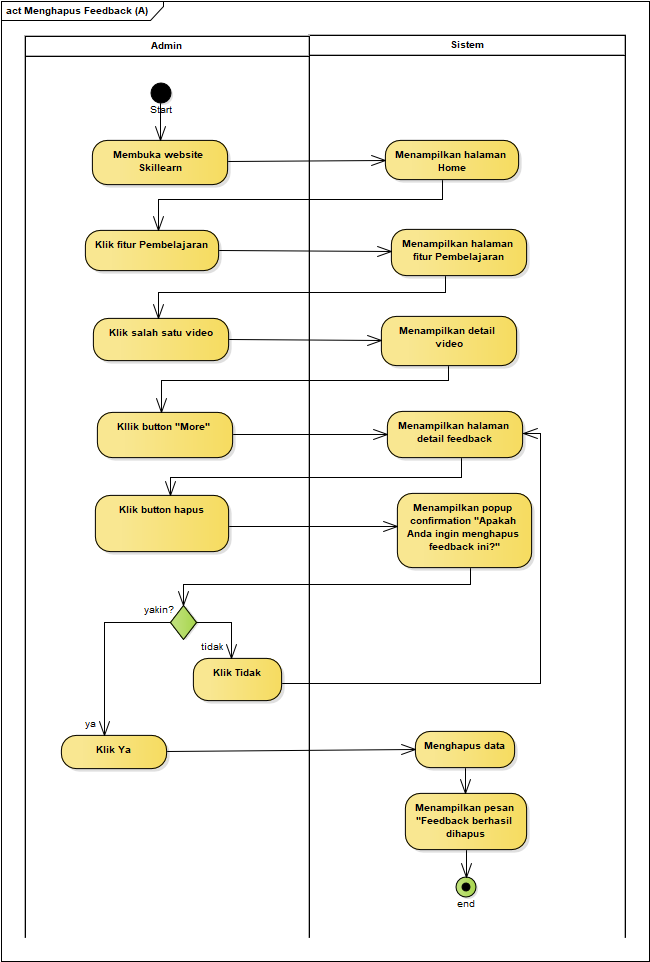 act Menghapus Feedback (A)
Admin
Sistem
Start
Membuka website
Skillearn
Menampilkan halaman
Home
Klik fitur Pembelajaran
Menampilkan halaman
fitur Pembelajaran
Klik salah satu video
Menampilkan detail
video
Kllik button "More"
Menampilkan halaman
detail feedback
Klik button hapus
Menampilkan popup
confirmation "Apakah
Anda ingin menghapus
feedback ini?"
yakin?
tidak
Klik Tidak
ya
Klik Ya
Menghapus data
Menampilkan pesan
"Feedback berhasil
dihapus
end